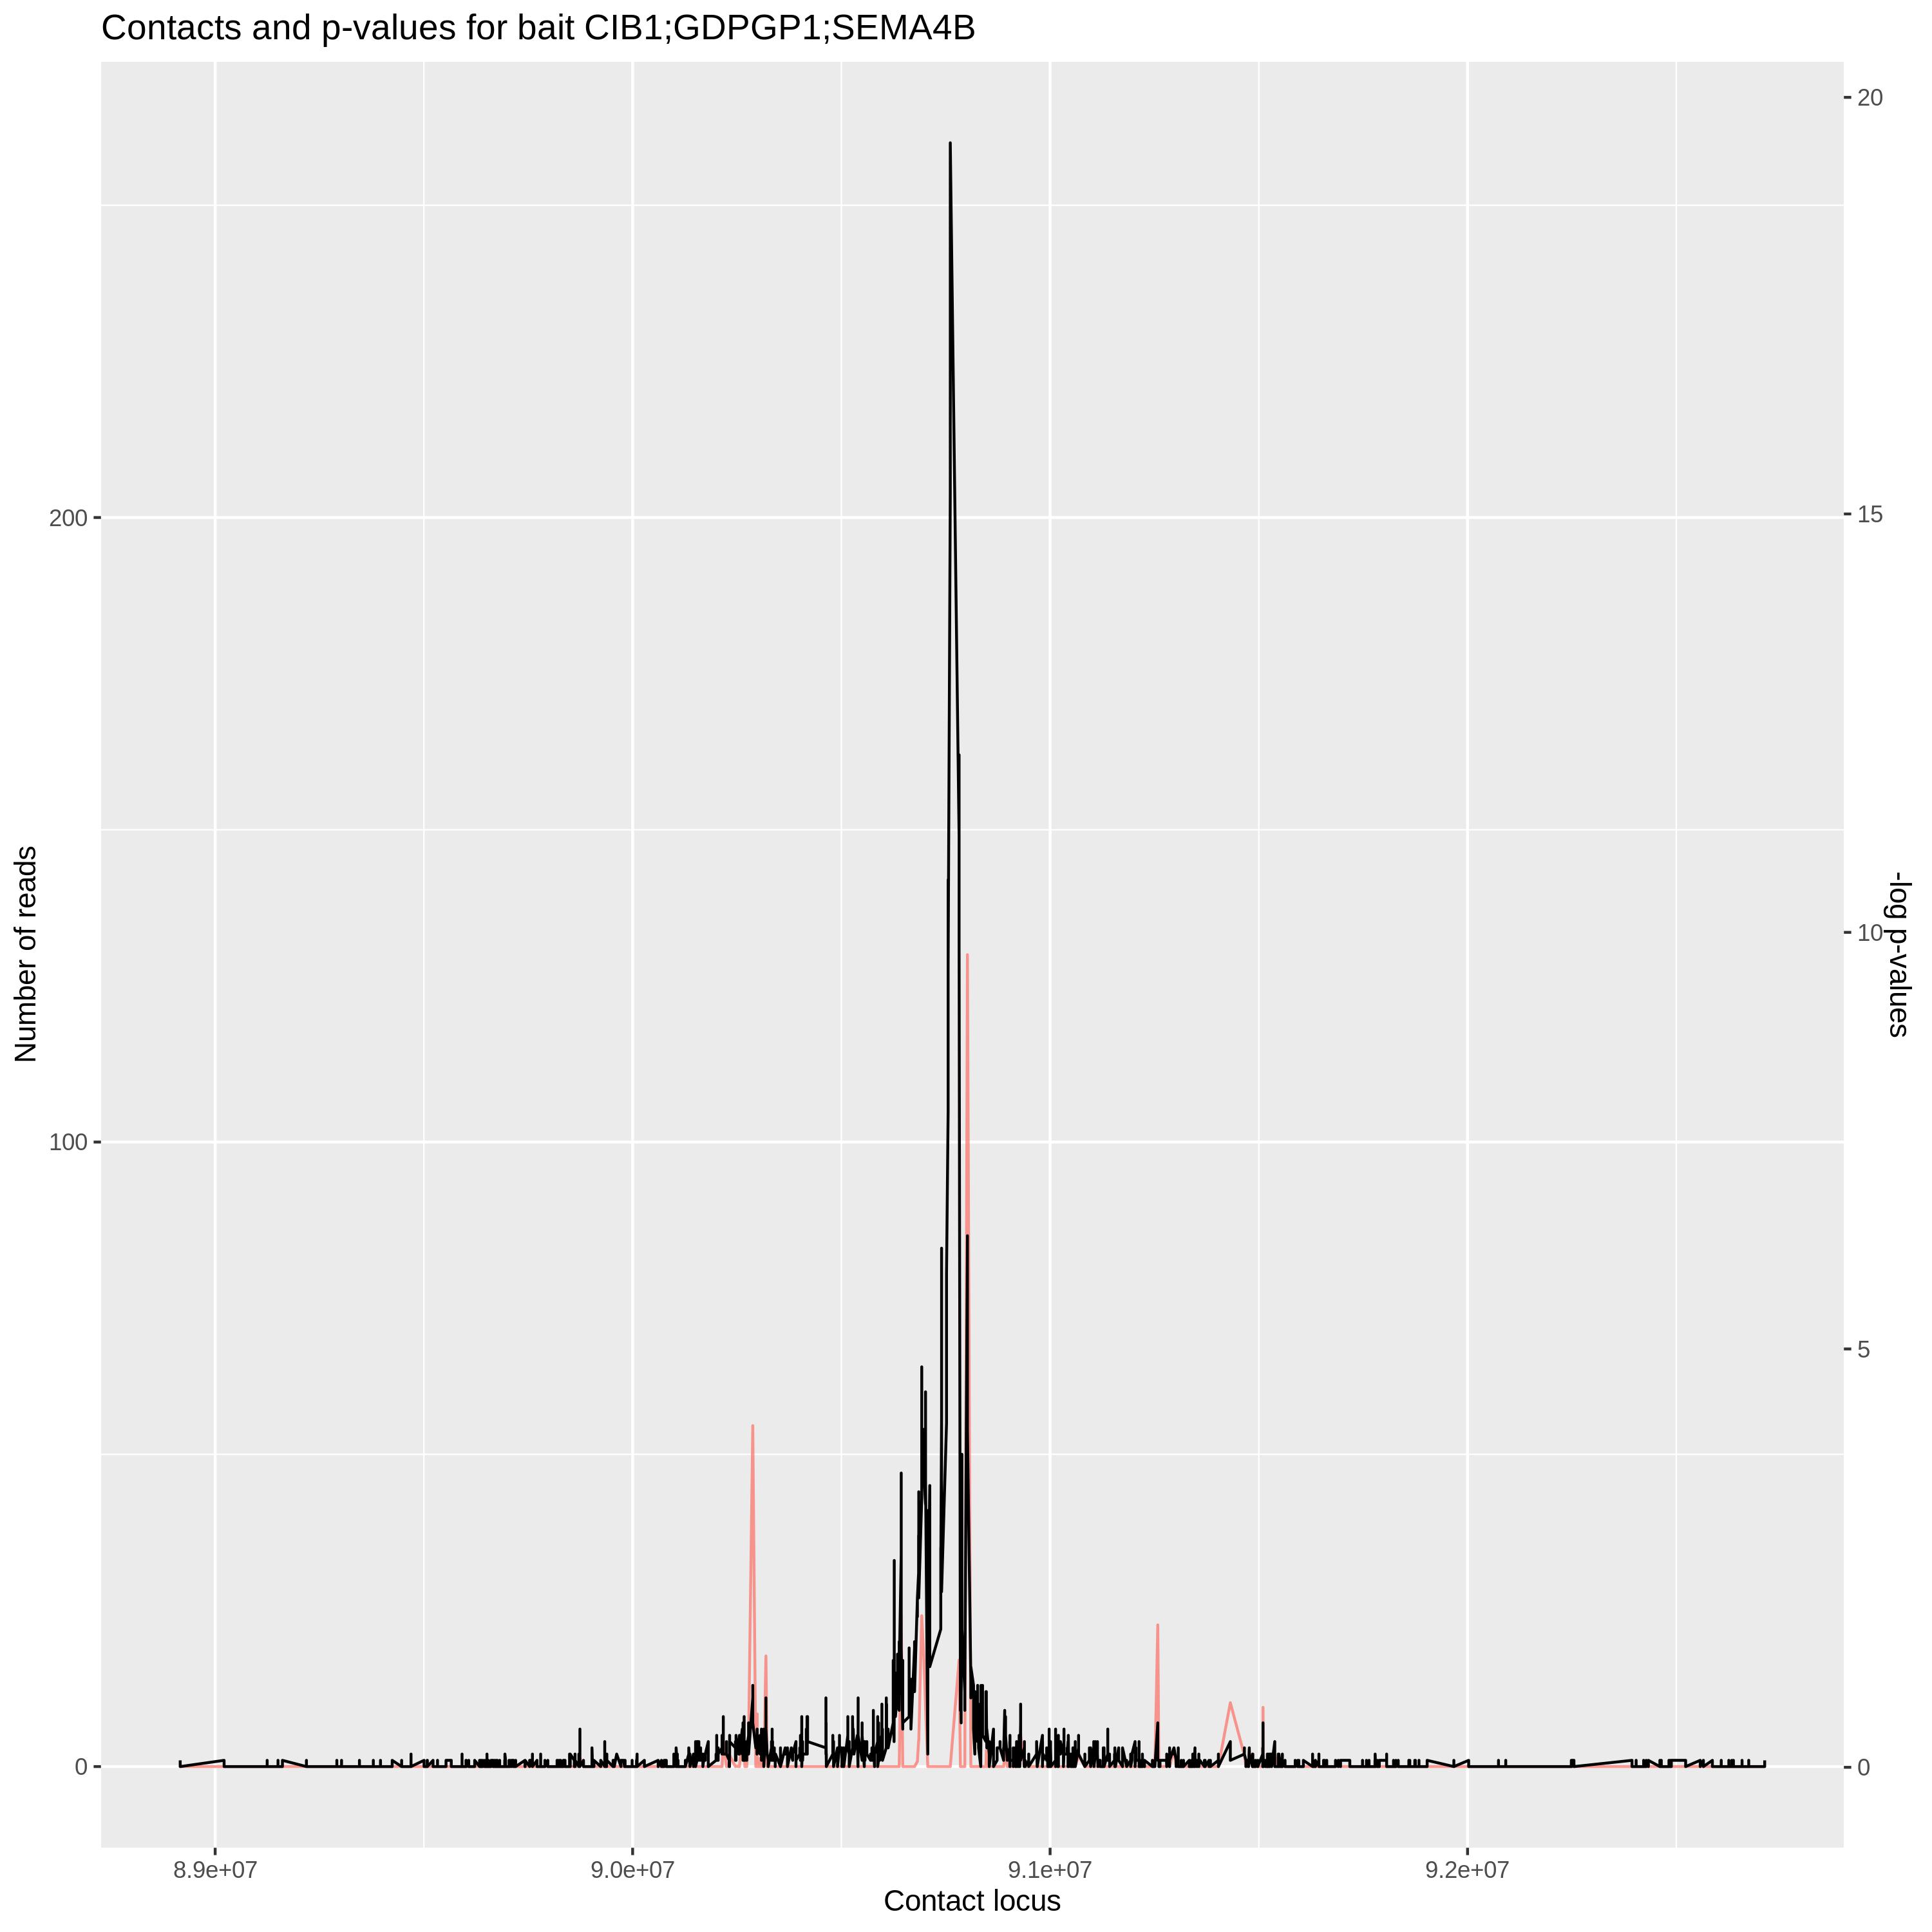 Contacts and p-values for bait CIB1;GDPGP1;SEMA4B
20
200
15
Number of reads
10
-log p-values
100
5
0
0
8.9e+07
9.0e+07
9.1e+07
9.2e+07
Contact locus